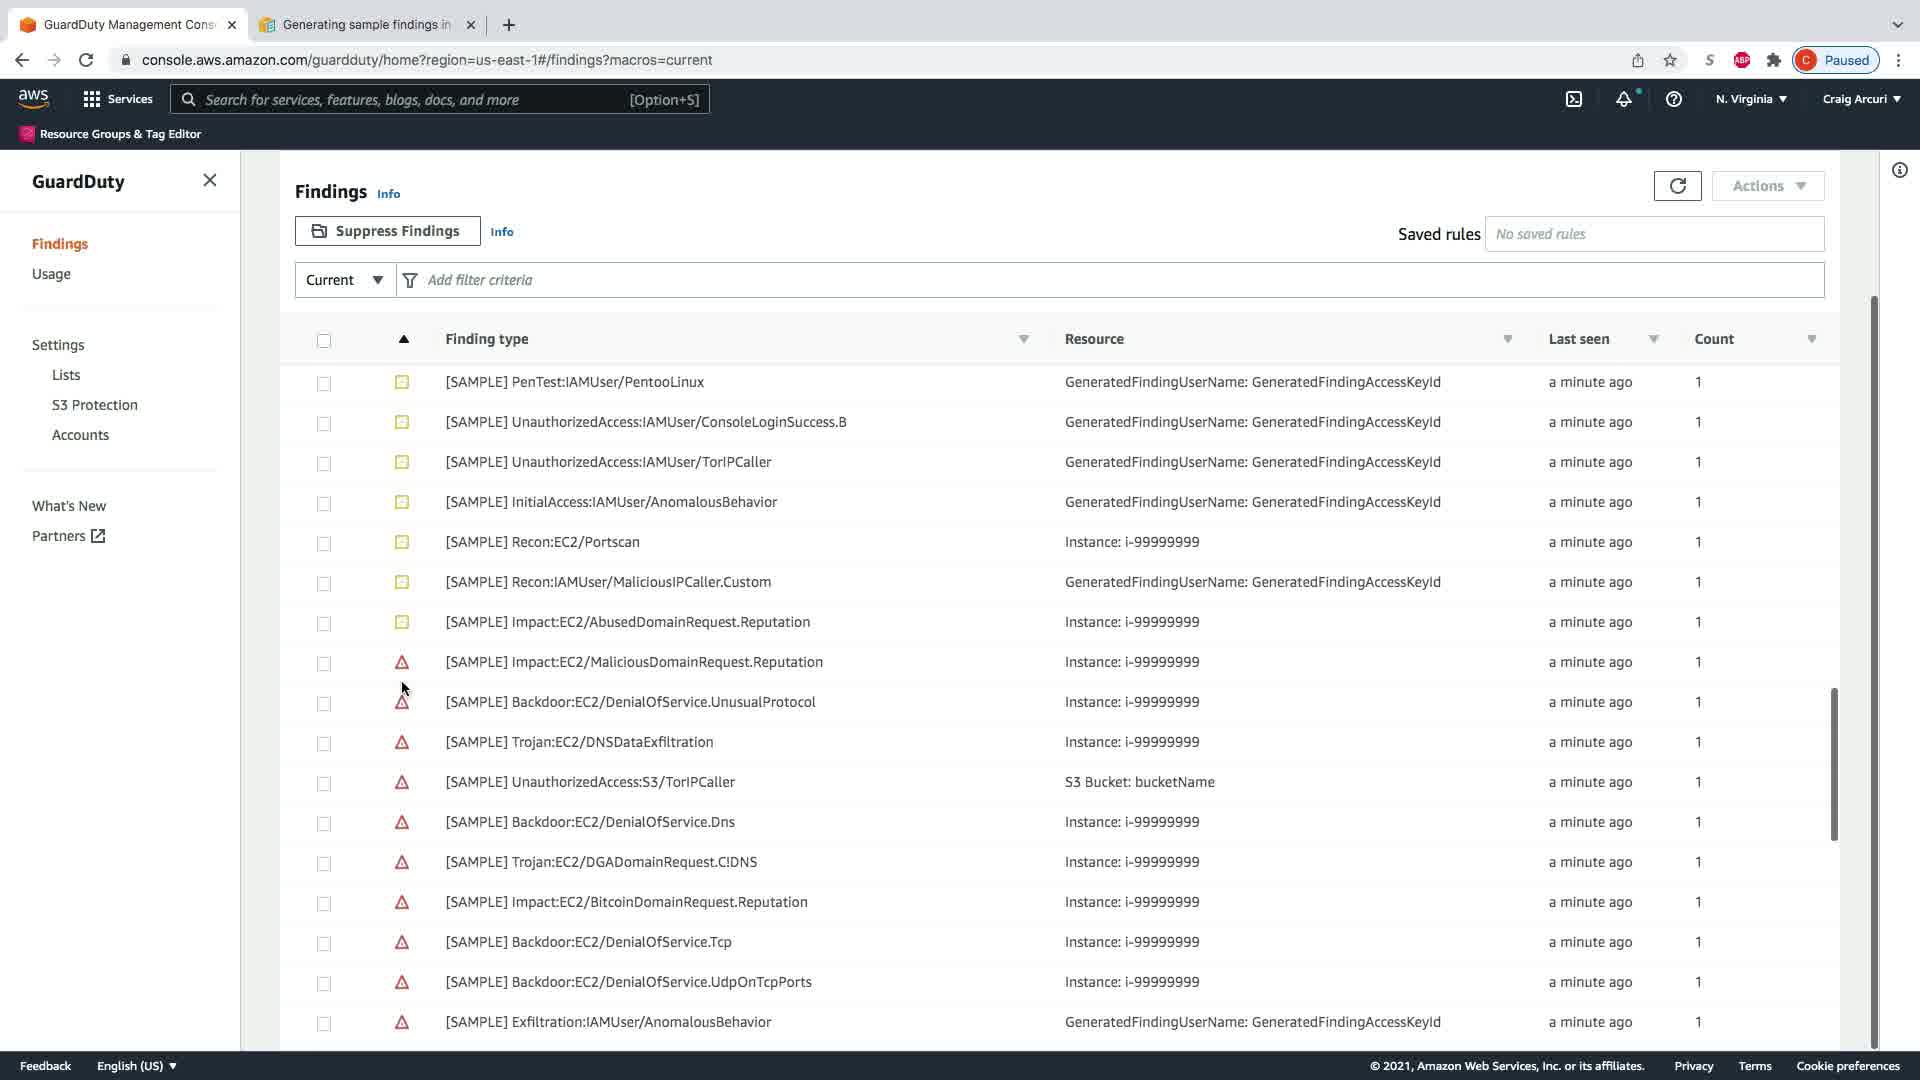 GuardDuty Management Cons
Generating sample findings in
console.aws.amazon.com/guardduty/home?region=us-east-1#/findings?macros=current
S
ABP
C Paused
aws
Services
Search for services, features, blogs, docs, and more [Option+S]
N. Virginia
Craig Arcuri
Resource Groups & Tag Editor
GuardDuty
Findings
Usage
Settings
Lists
S3 Protection
Accounts
What's New
Partners
Findings Info
Actions
Suppress Findings Info
Saved rules No saved rules
Current Add filter criteria
Finding type Resource Last seen Count
[SAMPLE] PenTest:IAMUser/PentooLinux GeneratedFindingUserName: GeneratedFindingAccessKeyId a minute ago 1
[SAMPLE] UnauthorizedAccess:IAMUser/ConsoleLoginSuccess.B GeneratedFindingUserName: GeneratedFindingAccessKeyId a minute ago 1
[SAMPLE] UnauthorizedAccess:IAMUser/TorIPCaller GeneratedFindingUserName: GeneratedFindingAccessKeyId a minute ago 1
[SAMPLE] InitialAccess:IAMUser/AnomalousBehavior GeneratedFindingUserName: GeneratedFindingAccessKeyId a minute ago 1
[SAMPLE] Recon:EC2/Portscan Instance: i-99999999 a minute ago 1
[SAMPLE] Recon:IAMUser/MaliciousIPCaller.Custom GeneratedFindingUserName: GeneratedFindingAccessKeyId a minute ago 1
[SAMPLE] Impact:EC2/AbusedDomainRequest.Reputation Instance: i-99999999 a minute ago 1
[SAMPLE] Impact:EC2/MaliciousDomainRequest.Reputation Instance: i-99999999 a minute ago 1
[SAMPLE] Backdoor:EC2/DenialOfService.UnusualProtocol Instance: i-99999999 a minute ago 1
[SAMPLE] Trojan:EC2/DNSDataExfiltration Instance: i-99999999 a minute ago 1
[SAMPLE] UnauthorizedAccess:S3/TorIPCaller S3 Bucket: bucketName a minute ago 1
[SAMPLE] Backdoor:EC2/DenialOfService.Dns Instance: i-99999999 a minute ago 1
[SAMPLE] Trojan:EC2/DGADomainRequest.C!DNS Instance: i-99999999 a minute ago 1
[SAMPLE] Impact:EC2/BitcoinDomainRequest.Reputation Instance: i-99999999 a minute ago 1
[SAMPLE] Backdoor:EC2/DenialOfService.Tcp Instance: i-99999999 a minute ago 1
[SAMPLE] Backdoor:EC2/DenialOfService.UdpOnTcpPorts Instance: i-99999999 a minute ago 1
[SAMPLE] Exfiltration:IAMUser/AnomalousBehavior GeneratedFindingUserName: GeneratedFindingAccessKeyId a minute ago 1
Feedback English (US) © 2021, Amazon Web Services, Inc. or its affiliates. Privacy Terms Cookie preferences